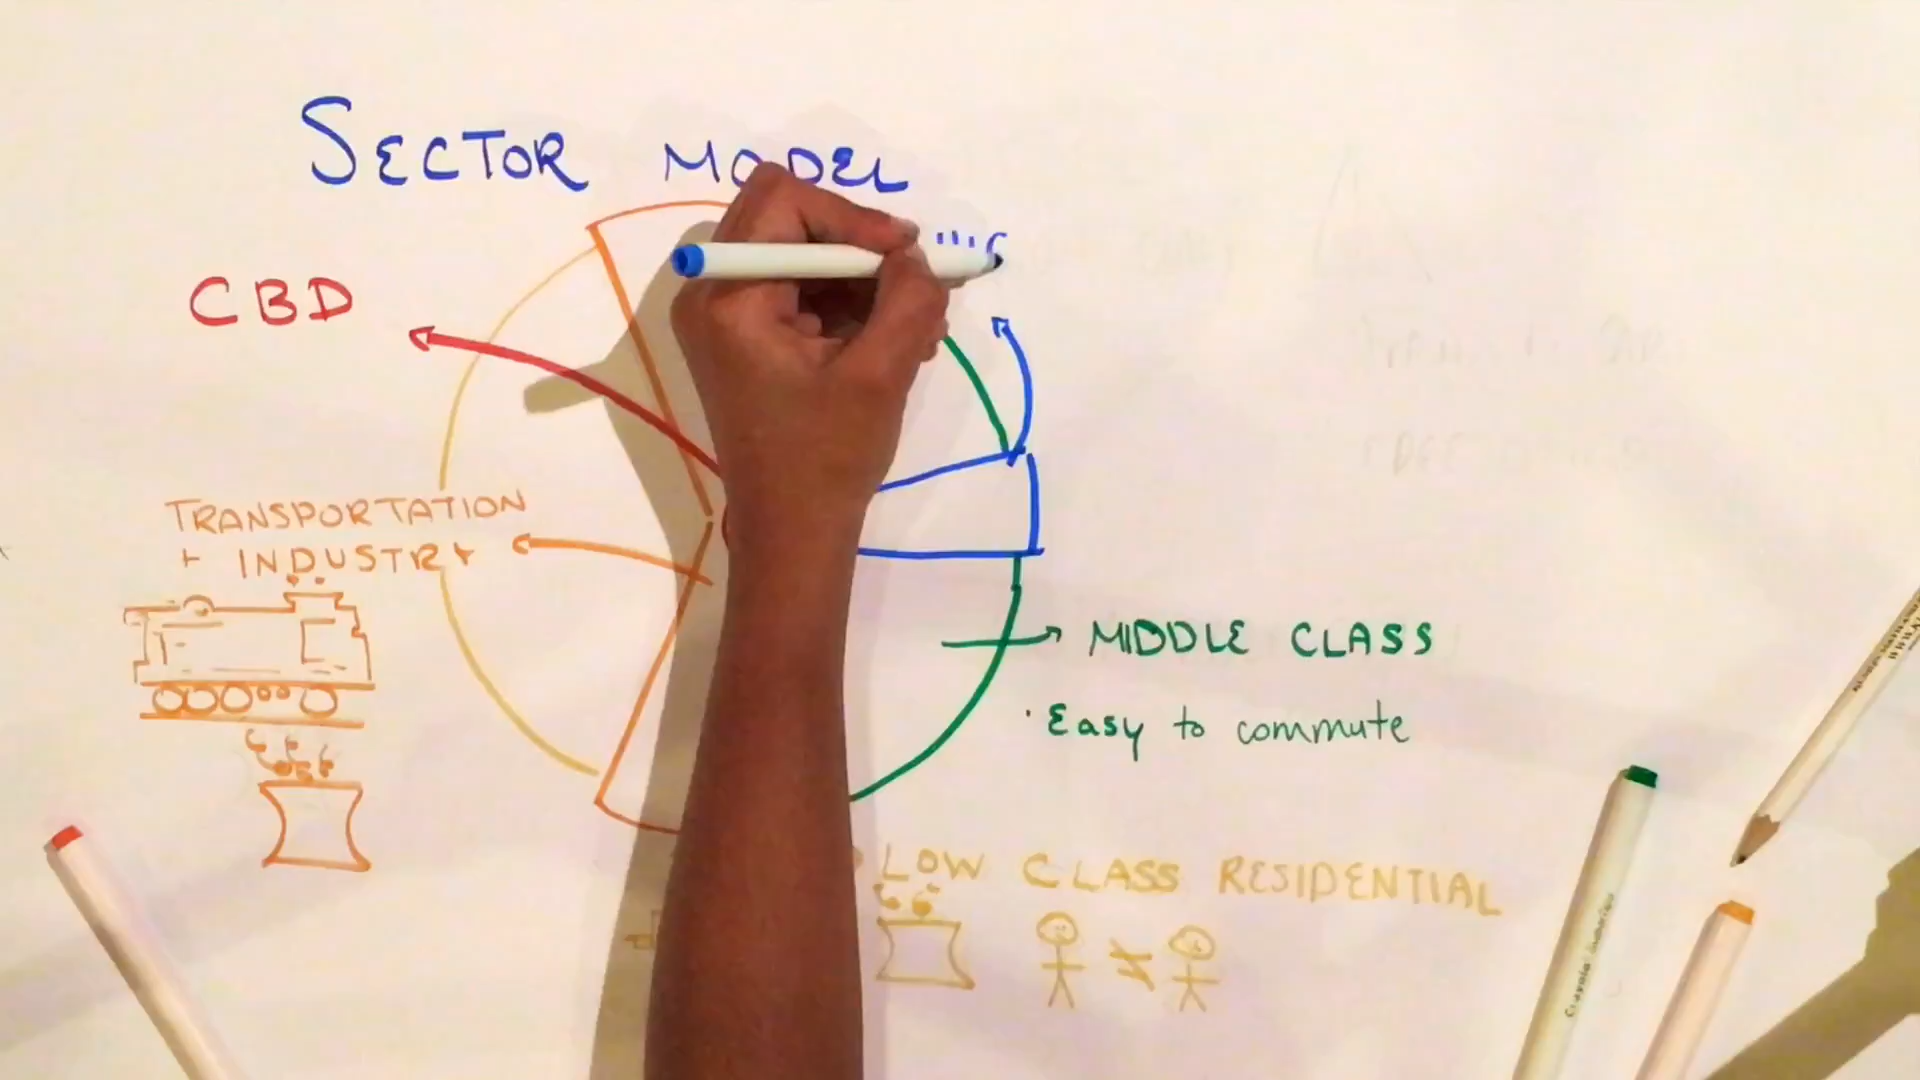 SECTOR MODEL
CBD
TRANSPORTATION
+ INDUSTRY
MIDDLE CLASS
• Easy to commute
LOW CLASS RESIDENTIAL